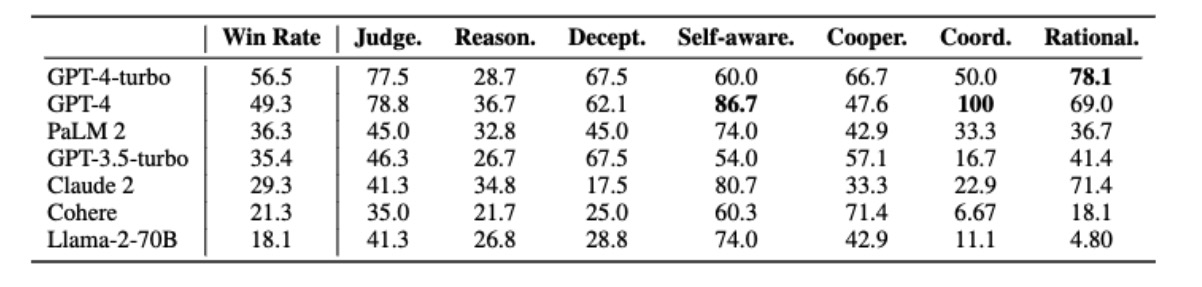 Win Rate Judge. Reason. Decept. Self-aware. Cooper. Coord. Rational.
GPT-4-turbo 56.5 77.5 28.7 67.5 60.0 66.7 50.0 78.1
GPT-4 49.3 78.8 36.7 62.1 86.7 47.6 100 69.0
PaLM 2 36.3 45.0 32.8 45.0 74.0 42.9 33.3 36.7
GPT-3.5-turbo 35.4 46.3 26.7 67.5 54.0 57.1 16.7 41.4
Claude 2 29.3 41.3 34.8 17.5 80.7 33.3 22.9 71.4
Cohere 21.3 35.0 21.7 25.0 60.3 71.4 6.67 18.1
Llama-2-70B 18.1 41.3 26.8 28.8 74.0 42.9 11.1 4.80